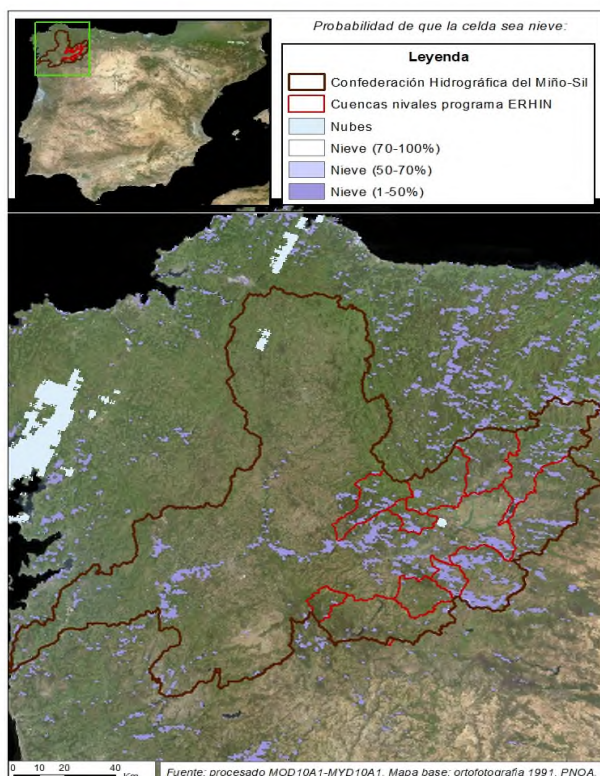 Probabilidad de que la celda sea nieve:
Leyenda
Confederación Hidrográfica del Miño-Sil
Cuencas nivales programa ERHIN
Nubes
Nieve (70-100%)
Nieve (50-70%)
Nieve (1-50%)
0 10 20 40
Km
Fuente: procesado MOD10A1-MYD10A1. Mapa base: ortofotografía 1991. PNOA